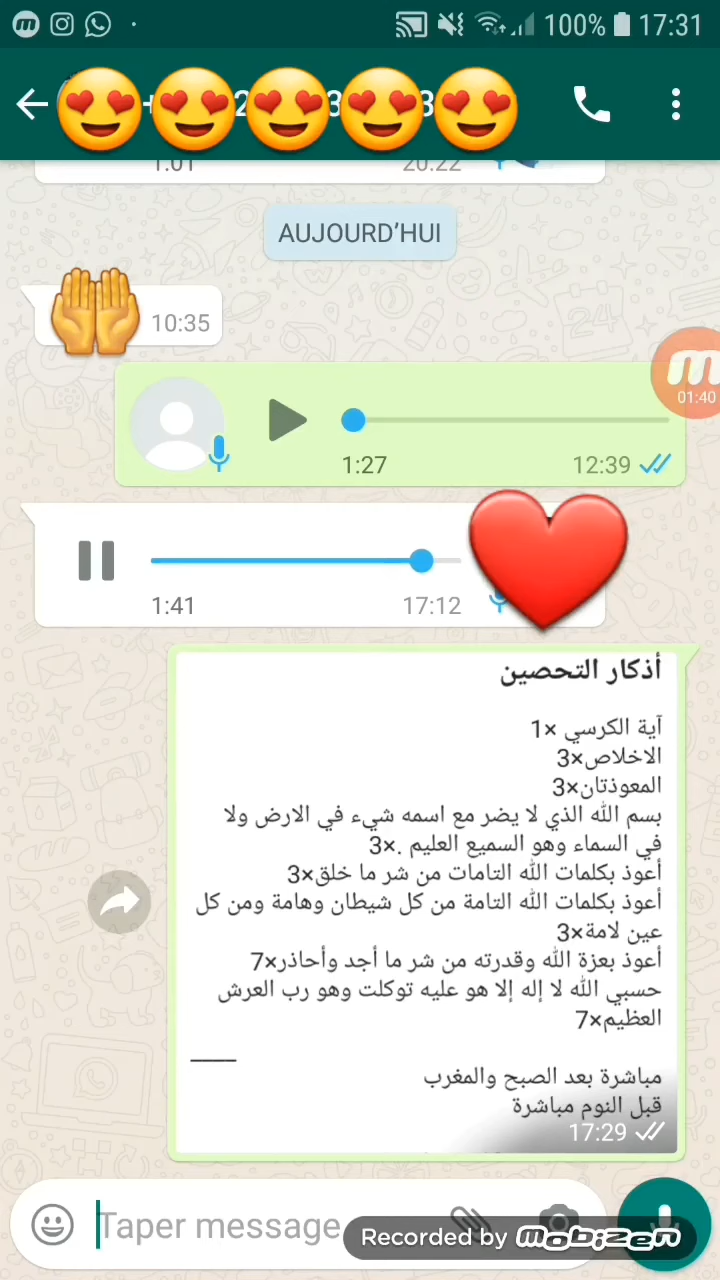 100% 17:31
1:01 20:22
AUJOURD'HUI
10:35
01:40
1:27 12:39
1:41 17:12
أذكار التحصين
آية الكرسي ×1
الاخلاص×3
المعوذتان×3
بسم الله الذي لا يضر مع اسمه شيء في الارض ولا
في السماء وهو السميع العليم .×3
أعوذ بكلمات الله التامات من شر ما خلق×3
أعوذ بكلمات الله التامة من كل شيطان وهامة ومن كل
عين لامة×3
أعوذ بعزة الله وقدرته من شر ما أجد وأحاذر×7
حسبي الله لا إله إلا هو عليه توكلت وهو رب العرش
العظيم×7
مباشرة بعد الصبح والمغرب
قبل النوم مباشرة
17:29
Taper message
Recorded by mobizen